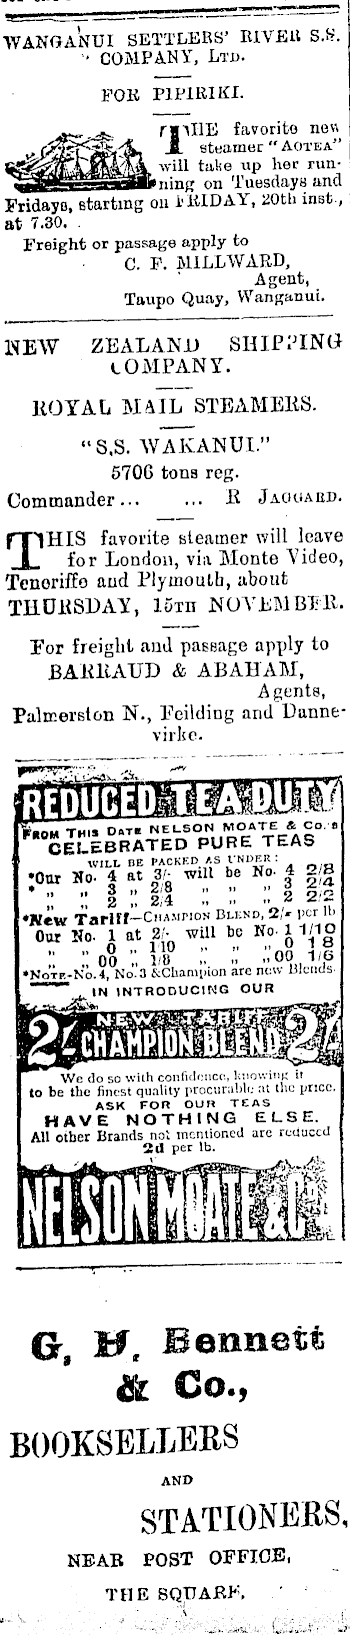 WANGANUI SETTLERS' RIVER S.S.
COMPANY, LTD.
FOR PIPIRIKI.
THE favorite new
steamer "AOTEA"
will take up her run-
ning on Tuesdays and
Fridays, starting on FRIDAY, 20th inst.,
at 7.30.
Freight or passage apply to
C. F. MILLWARD,
Agent,
Taupo Quay, Wanganui.
NEW ZEALAND SHIPPING
COMPANY.
ROYAL MAIL STEAMERS.
"S.S. WAKANUI."
5706 tons reg.
Commander ... ... R JAGGARD.
THIS favorite steamer will leave
for London, via Monte Video,
Teneriffe and Plymouth, about
THURSDAY, 15TH NOVEMBER.
For freight and passage apply to
BARRAUD & ABAHAM,
Agents,
Palmerston N., Feilding and Danne-
virke.
REDUCED TEA DUTY
FROM THIS DATE NELSON MOATE & Co.'s
CELEBRATED PURE TEAS
WILL BE PACKED AS UNDER:
*Our No. 4 at 3/- will be No. 4 2/8
* " " 3 " 2/8 " " " 3 2/4
" " 2 " 2/4 " " " 2 2/2
*New Tariff—CHAMPION BLEND, 2/- per lb
Our No. 1 at 2/- will be No. 1 1/10
" " 0 " 1/10 " " " 0 1 8
" " 00 " 1/8 " " " 00 1/6
*NOTE-No. 4, No. 3 & Champion are new Blends.
IN INTRODUCING OUR
NEW TARIFF
2/- CHAMPION BLEND 2/-
We do so with confidence, knowing it
to be the finest quality procurable at the price.
ASK FOR OUR TEAS
HAVE NOTHING ELSE.
All other Brands not mentioned are reduced
2d per lb.
NELSON MOATE & Co.
G. H. Bennett
& Co.,
BOOKSELLERS
AND
STATIONERS,
NEAR POST OFFICE,
THE SQUARE,